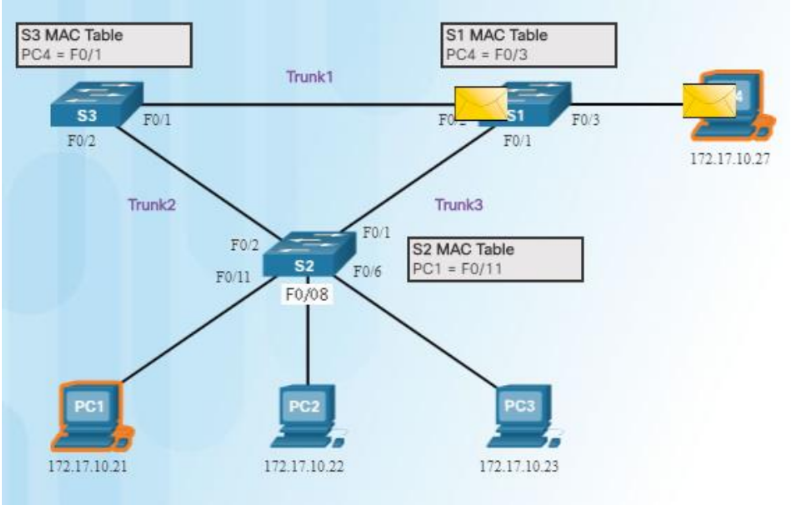 S3 MAC Table
PC4 = F0/1
S1 MAC Table
PC4 = F0/3
Trunk1
S3
F0/1
S1
F0/3
4
F0/2
F0/1
172.17.10.27
Trunk2
Trunk3
F0/2
F0/1
S2
F0/11
F0/6
S2 MAC Table
PC1 = F0/11
F0/08
PC1
PC2
PC3
172.17.10.21
172.17.10.22
172.17.10.23